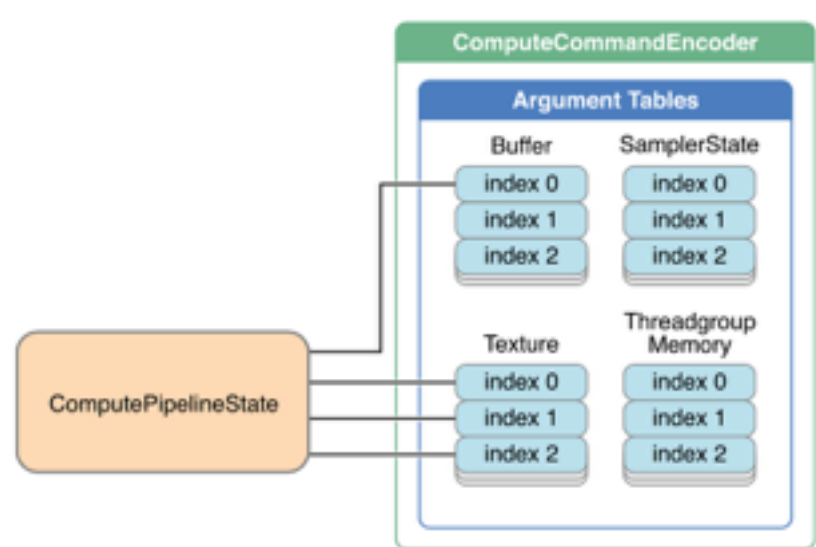 ComputeCommandEncoder
Argument Tables
Buffer
index 0
index 1
index 2
SamplerState
index 0
index 1
index 2
ComputePipelineState
Texture
index 0
index 1
index 2
Threadgroup
Memory
index 0
index 1
index 2